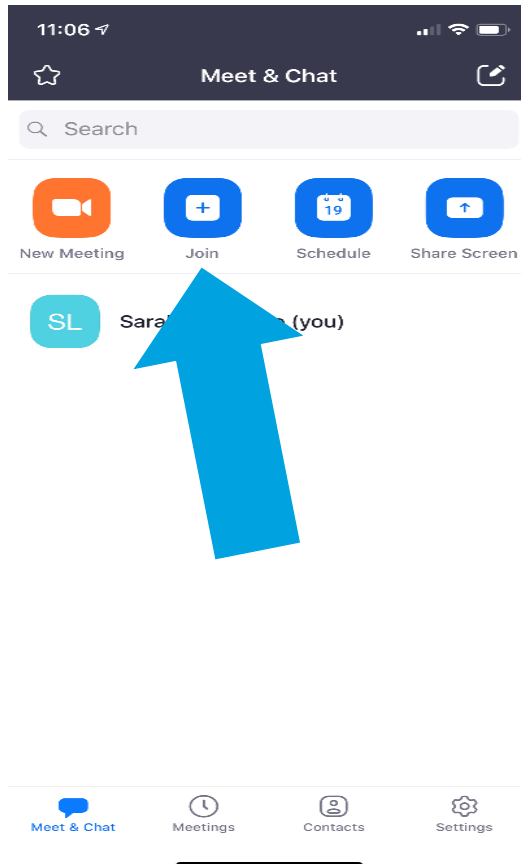 11:06
Meet & Chat
Search
19
New Meeting Join Schedule Share Screen
SL
(you)
Meet & Chat Meetings Contacts Settings